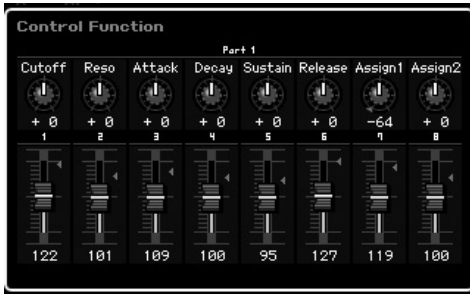 Control Function
Part 1
Cutoff Reso Attack Decay Sustain Release Assign1 Assign2
+ 0 + 0 + 0 + 0 + 0 + 0 -64 + 0
1 2 3 4 5 6 7 8
122 101 109 100 95 127 119 100